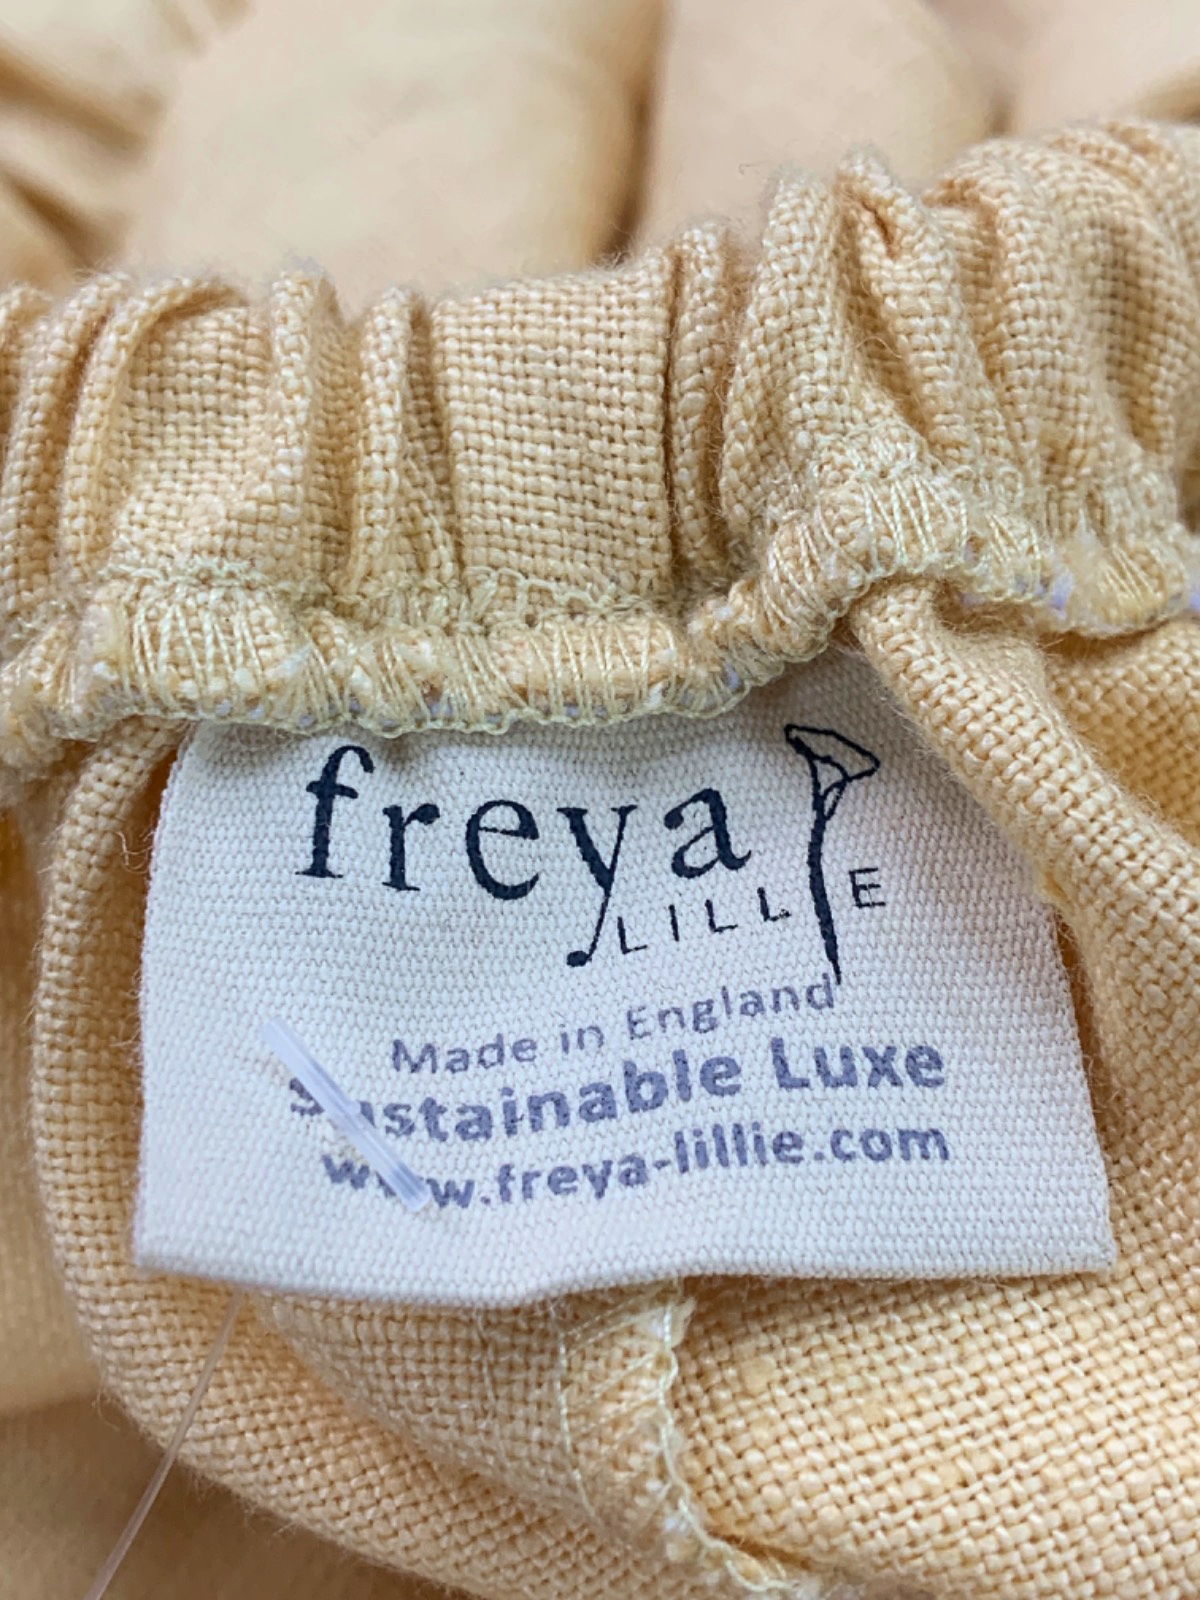 freya
LILLIE
Made in England
Sustainable Luxe
www.freya-lillie.com